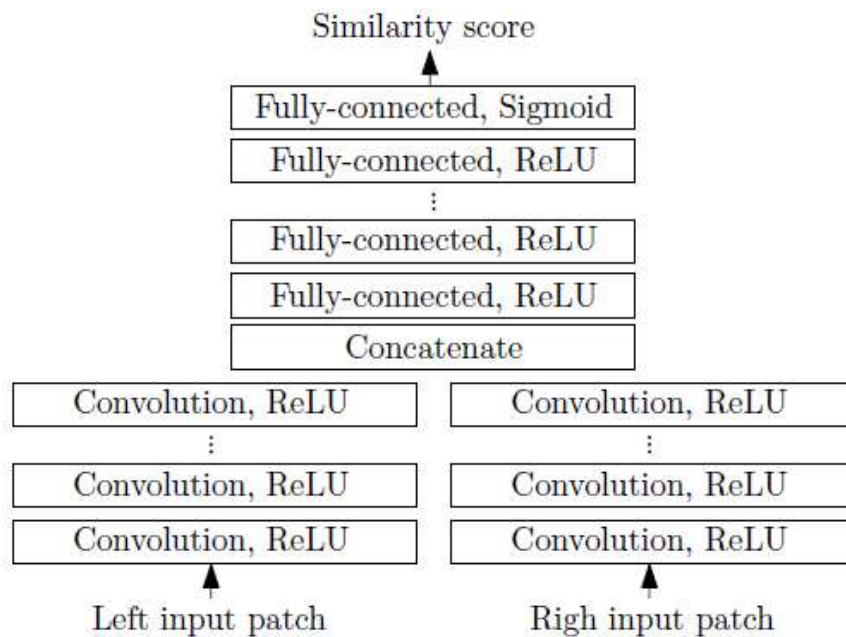 Similarity score
Fully-connected, Sigmoid
Fully-connected, ReLU
⋮
Fully-connected, ReLU
Fully-connected, ReLU
Concatenate
Convolution, ReLU Convolution, ReLU
⋮ ⋮
Convolution, ReLU Convolution, ReLU
Convolution, ReLU Convolution, ReLU
Left input patch Righ input patch